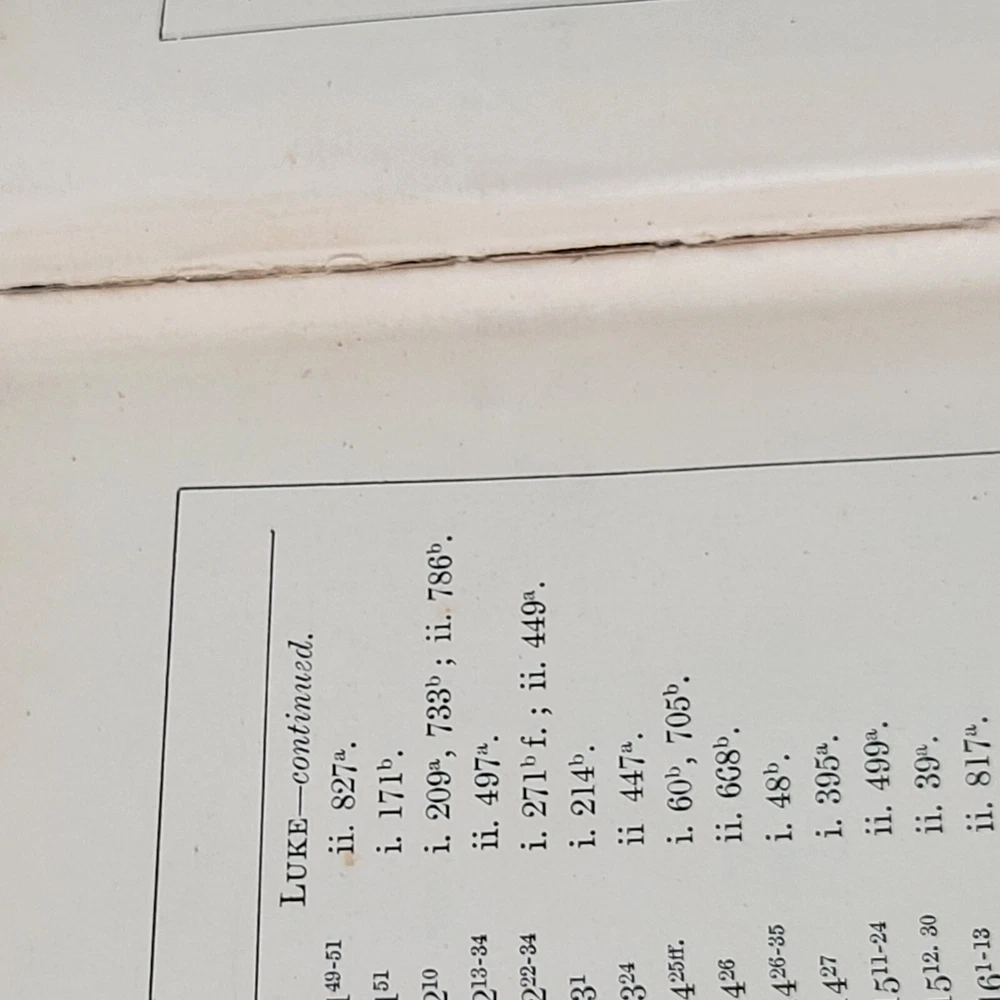 LUKE—continued.
1⁴⁹⁻⁵¹ ii. 827ᵃ.
1⁵¹ i. 171ᵇ.
2¹⁰ i. 209ᵃ, 733ᵇ; ii. 786ᵇ.
2¹³⁻³⁴ ii. 497ᵃ.
2²²⁻³⁴ i. 271ᵇ f.; ii. 449ᵃ.
3¹ i. 214ᵇ.
3²⁴ ii 447ᵃ.
4²⁵ᶠᶠ· i. 60ᵇ, 705ᵇ.
4²⁶ ii. 668ᵇ.
4²⁶⁻³⁵ i. 48ᵇ.
4²⁷ i. 395ᵃ.
5¹¹⁻²⁴ ii. 499ᵃ.
5¹²· ³⁰ ii. 39ᵃ.
6¹⁻¹³ ii. 817ᵃ.